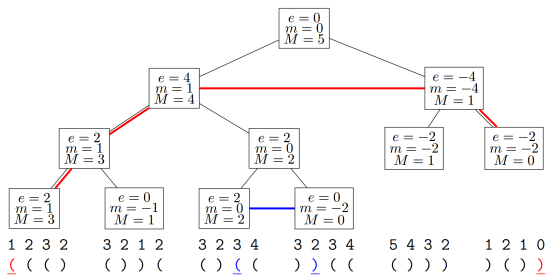 e = 0
m = 0
M = 5
e = 4
m = 1
M = 4
e = −4
m = −4
M = 1
e = 2
m = 1
M = 3
e = 2
m = 0
M = 2
e = −2
m = −2
M = 1
e = −2
m = −2
M = 0
e = 2
m = 1
M = 3
e = 0
m = −1
M = 1
e = 2
m = 0
M = 2
e = 0
m = −2
M = 0
1 2 3 2 3 2 1 2 3 2 3 4 3 2 3 4 5 4 3 2 1 2 1 0
( ( ( ) ( ) ) ( ( ) ( ( ) ) ( ( ( ) ) ) ) ( ) )